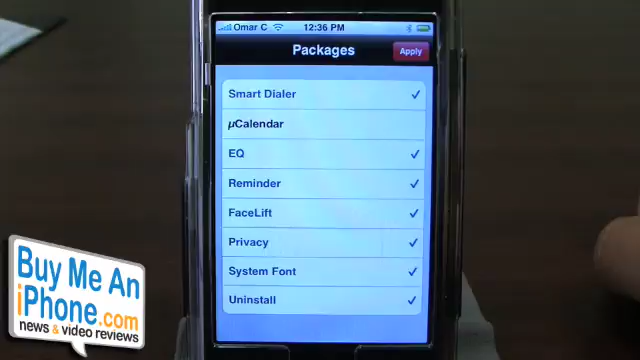 Omar C 12:36 PM
Packages Apply
Smart Dialer
µCalendar
EQ
Reminder
FaceLift
Privacy
System Font
Uninstall
Buy Me An
iPhone.com
news & video reviews